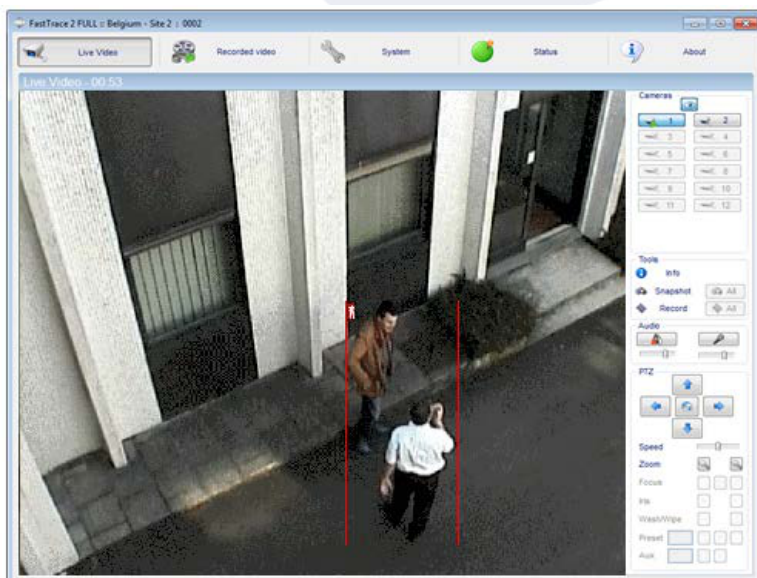 FastTrace 2 FULL :: Belgium - Site 2 : 0002
Live Video
Recorded video
System
Status
About
Live Video - 00:53
Cameras
1 2
3 4
5 6
7 8
9 10
11 12
Tools
Info
Snapshot All
Record All
Audio
PTZ
Speed
Zoom
Focus
Iris
Wash/Wipe
Preset
Aux